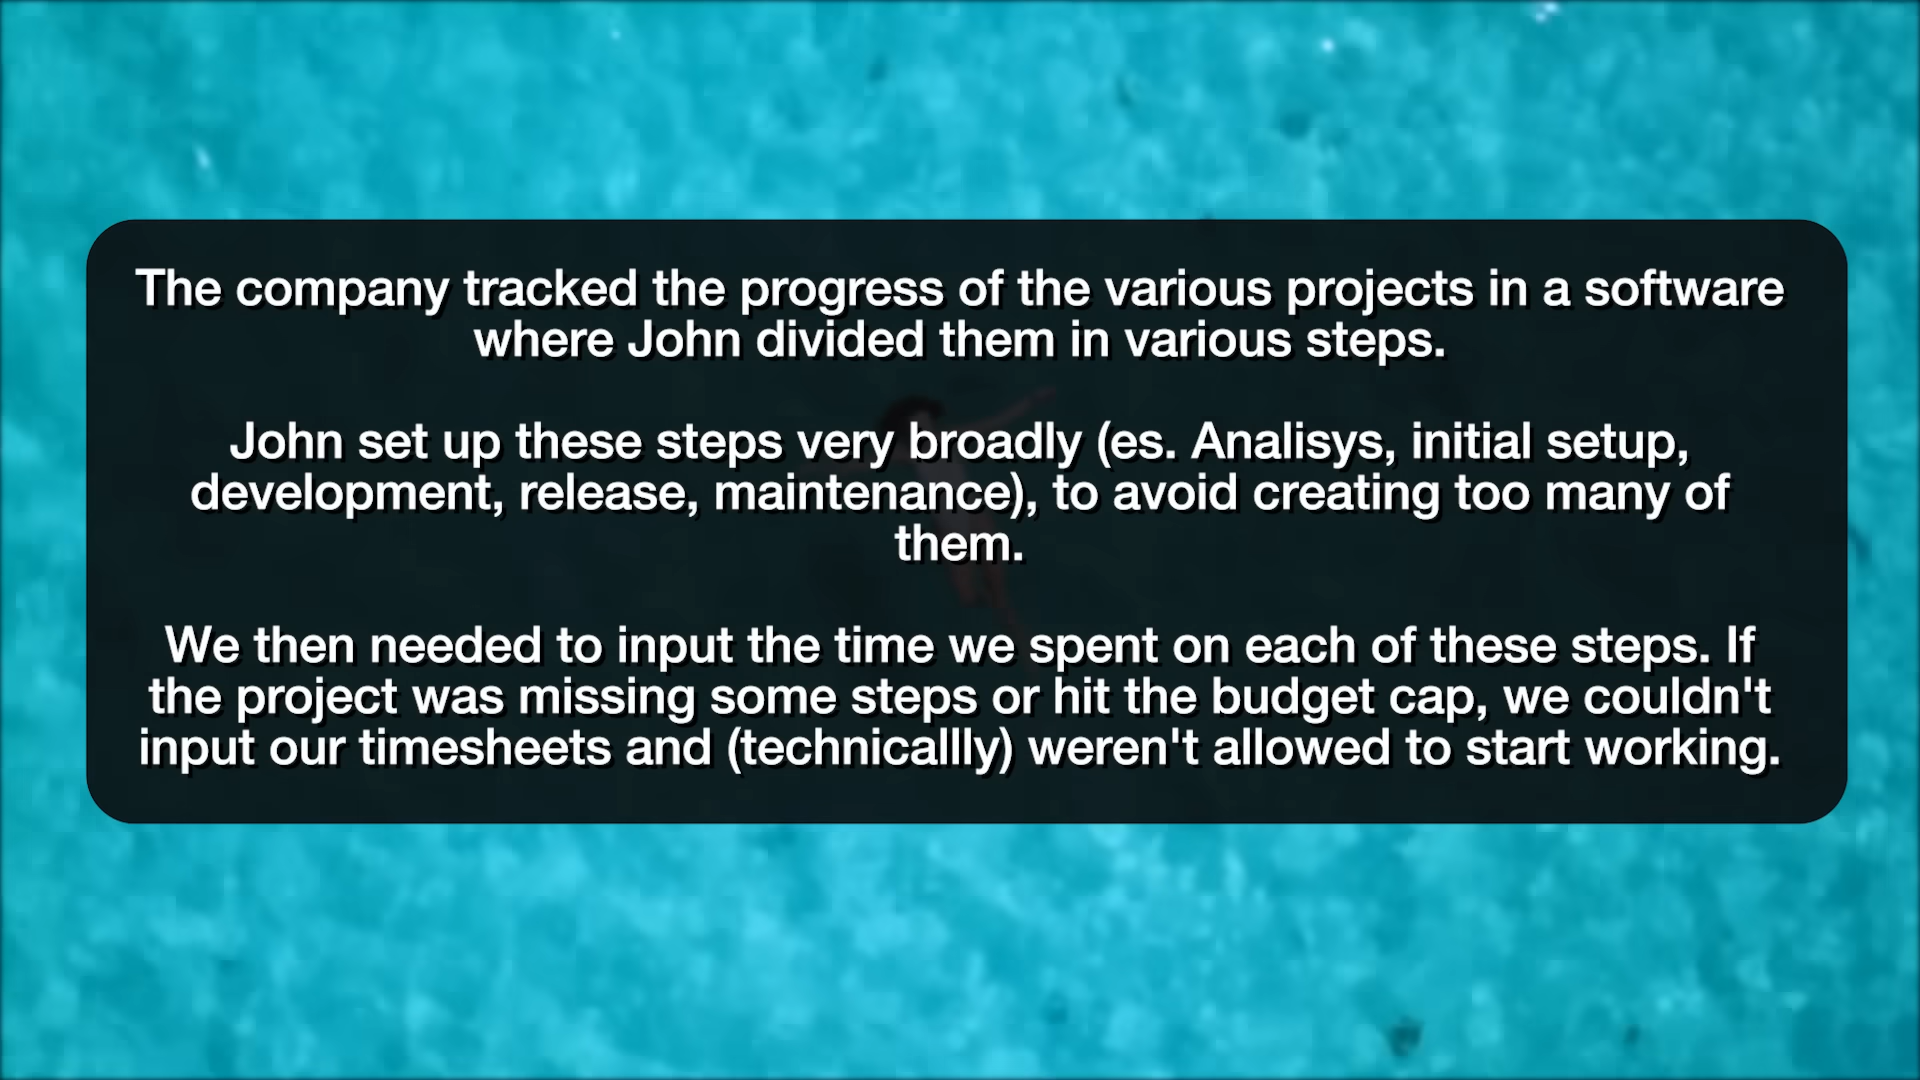 The company tracked the progress of the various projects in a software
where John divided them in various steps.
John set up these steps very broadly (es. Analisys, initial setup,
development, release, maintenance), to avoid creating too many of
them.
We then needed to input the time we spent on each of these steps. If
the project was missing some steps or hit the budget cap, we couldn't
input our timesheets and (technicallly) weren't allowed to start working.